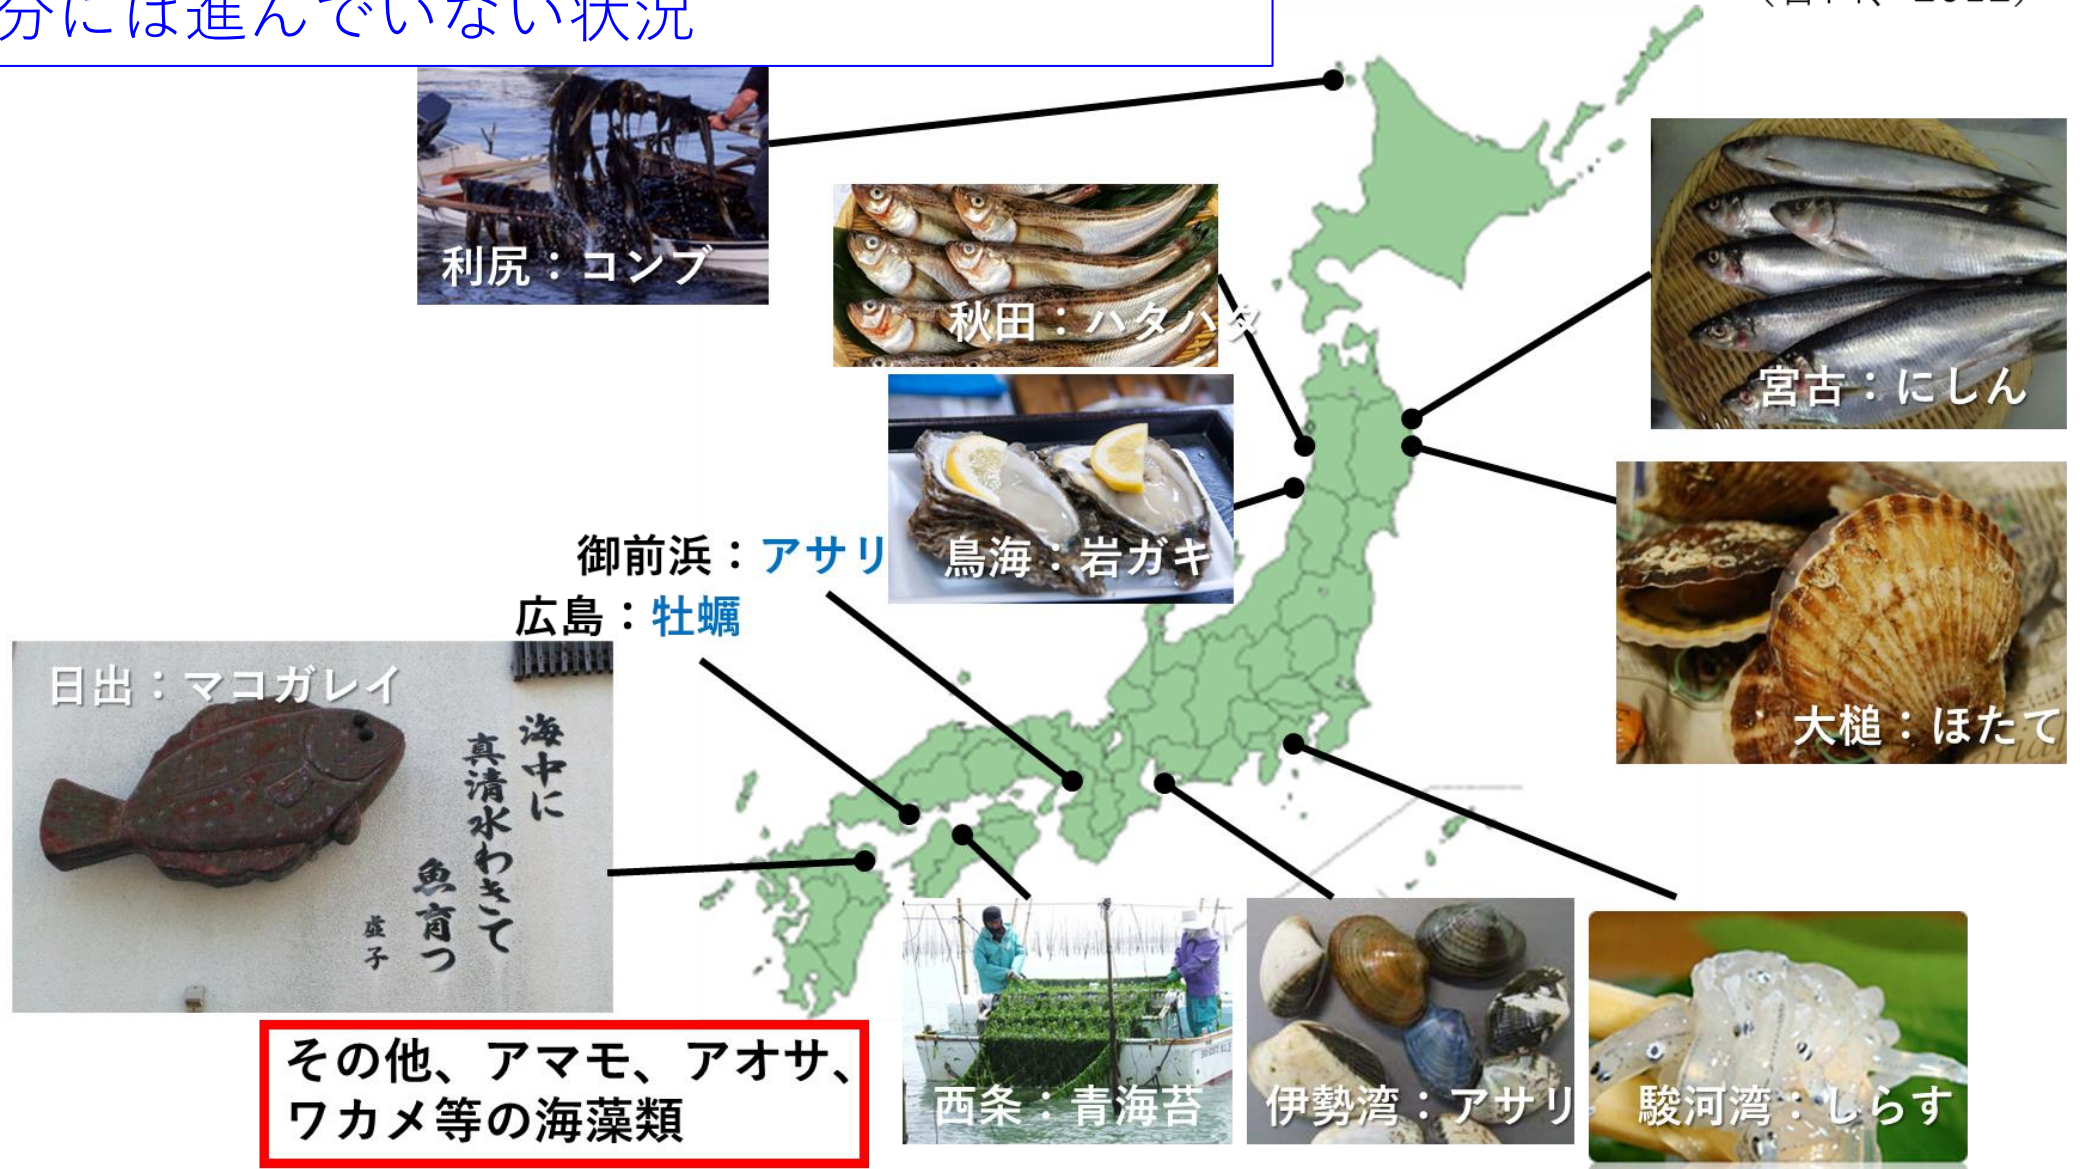 分には進んでいない状況
利尻：コンブ
秋田：ハタハタ
宮古：にしん
鳥海：岩ガキ
御前浜：アサリ
広島：牡蠣
大槌：ほたて
日出：マコガレイ
海中に
真清水わきて
魚育つ
虚子
西条：青海苔
伊勢湾：アサリ
駿河湾：しらす
その他、アマモ、アオサ、
ワカメ等の海藻類